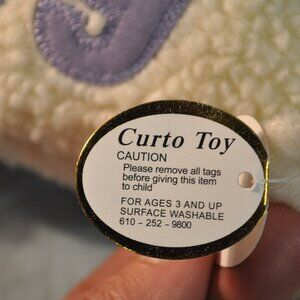 Curto Toy
CAUTION
Please remove all tags
before giving this item
to child
FOR AGES 3 AND UP
SURFACE WASHABLE
610 - 252 - 9800